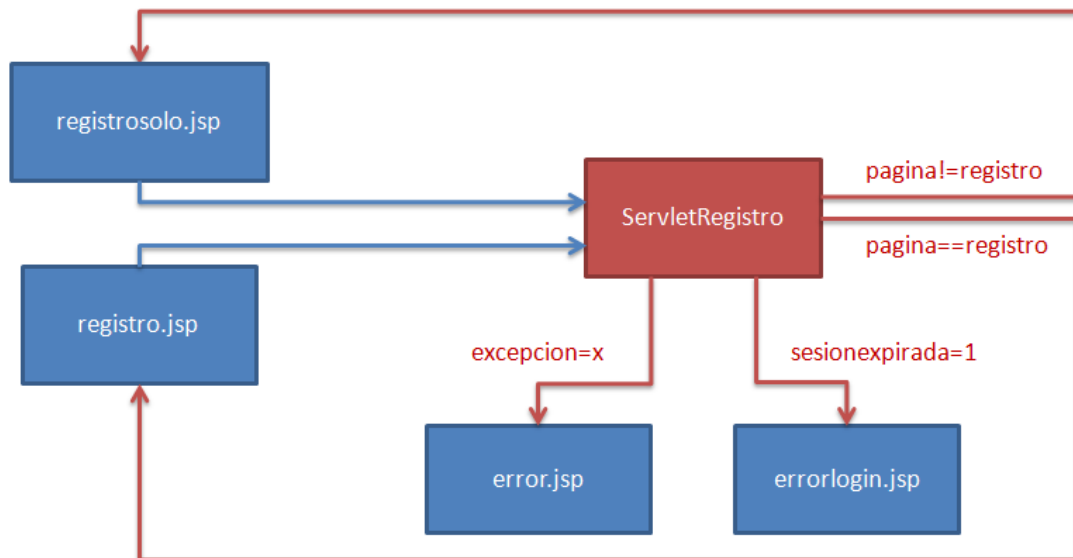 registrosolo.jsp
pagina!=registro
ServletRegistro
pagina==registro
registro.jsp
excepcion=x
sesionexpirada=1
error.jsp
errorlogin.jsp